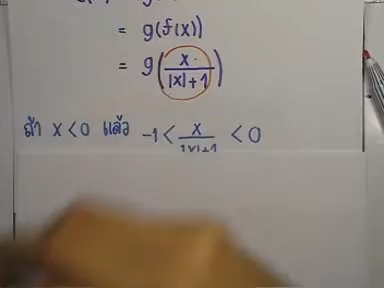 = g(f(x))
= g(x/(|x|+1))
ถ้า x < 0 แล้ว -1 < x/(|x|+1) < 0